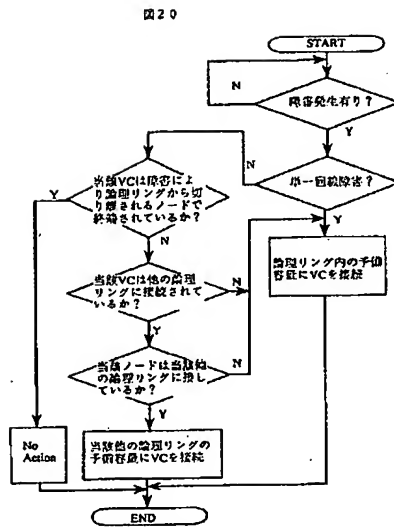 図20
START
N
障害発生有り？
Y
単一回線障害？
N
Y
当該VCは障害によ
り論理リングから切
り離されるノードで
終端されているか？
Y
N
論理リング内の予備
容量にVCを接続
当該VCは他の論理
リングに接続されて
いるか？
N
Y
当該ノードは当該他
の論理リングに接し
ているか？
N
Y
No
Action
当該他の論理リングの
予備容量にVCを接続
END